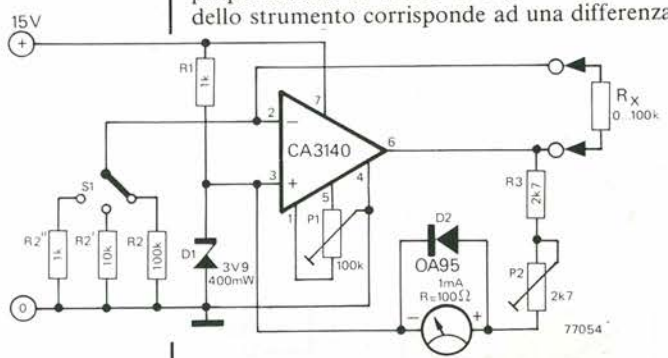 dello strumento corrisponde ad una differenza
15V
+
R1
1k
7
2
−
CA3140
6
3
+
4
5
1
P1
100k
RX
0...100k
S1
R2''
1k
R2'
10k
R2
100k
D1
3V9
400mW
R3
2k7
D2
OA95
1mA
R=100Ω
−
+
P2
2k7
77054
0